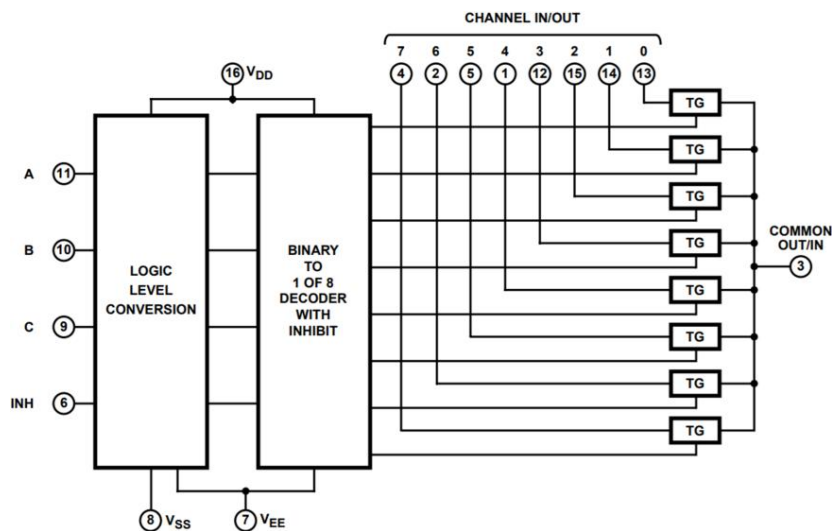 CHANNEL IN/OUT
7 6 5 4 3 2 1 0
4 2 5 1 12 15 14 13
16 VDD
TG
TG
TG
TG
TG
TG
TG
TG
A 11
B 10
C 9
INH 6
LOGIC
LEVEL
CONVERSION
BINARY
TO
1 OF 8
DECODER
WITH
INHIBIT
COMMON
OUT/IN
3
8 VSS
7 VEE